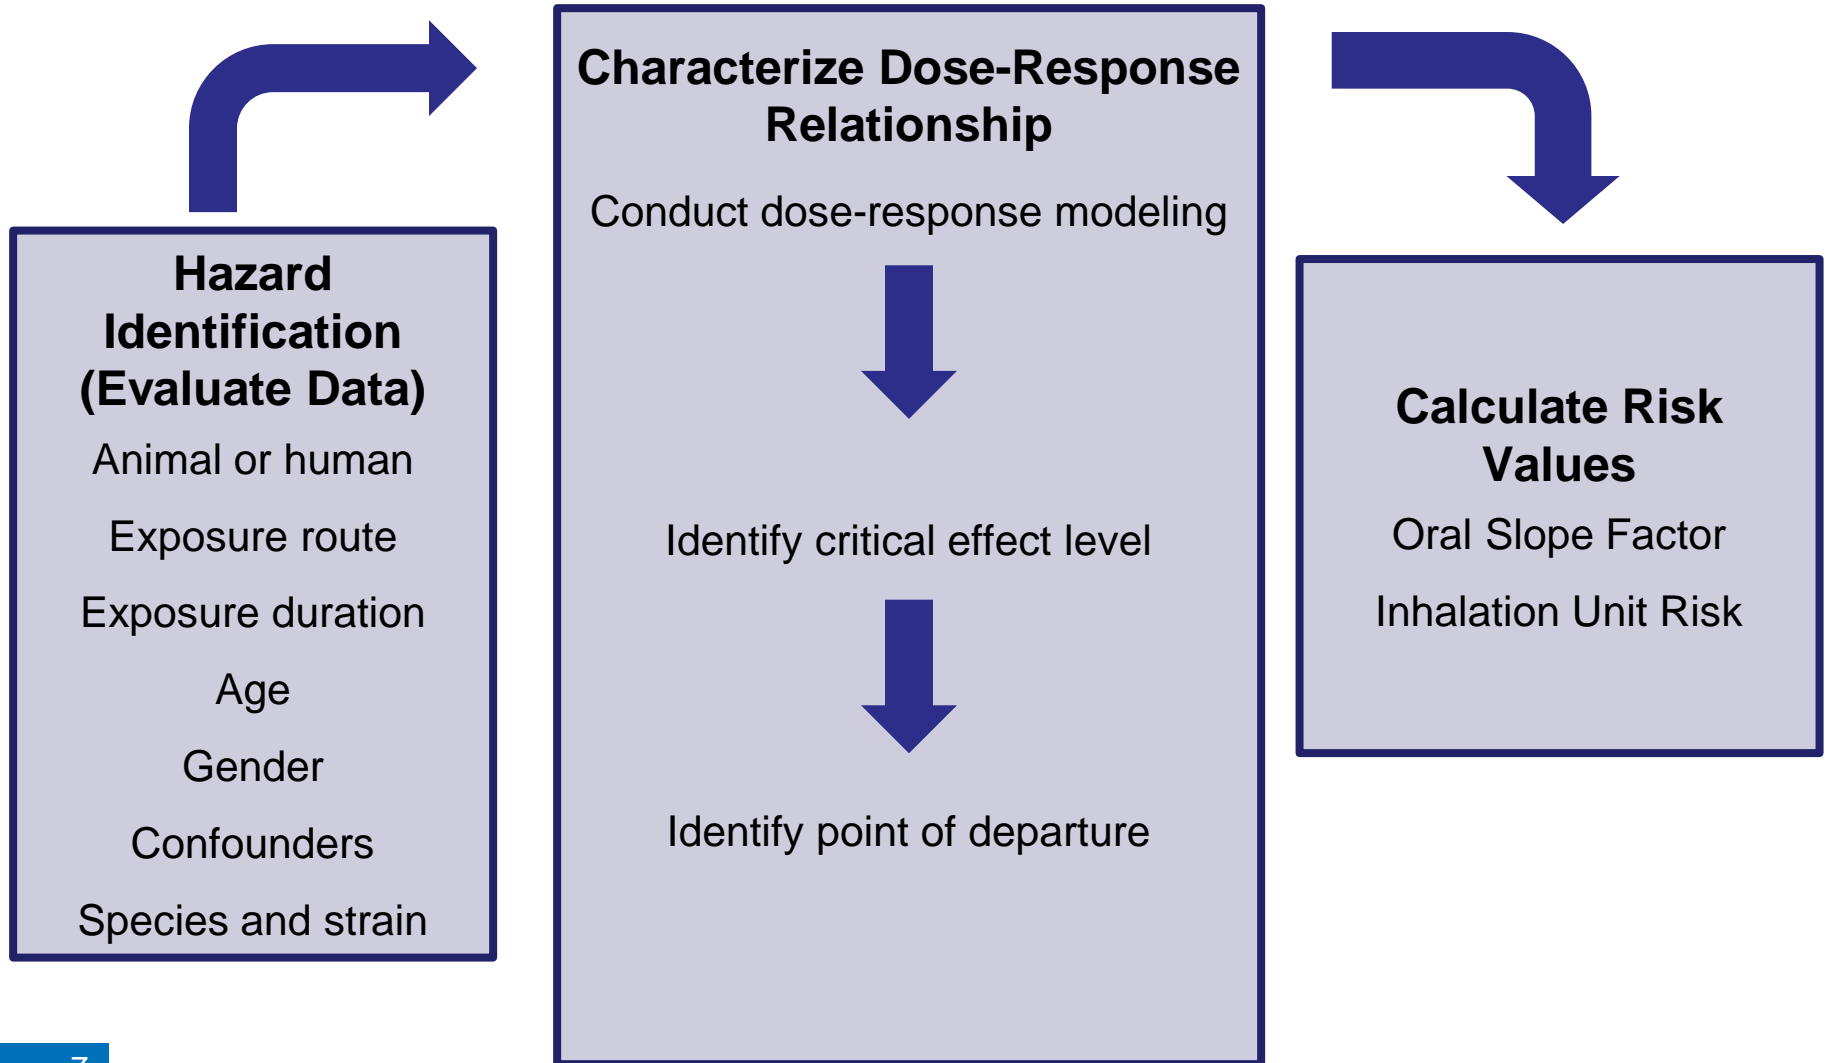 Hazard
Identification
(Evaluate Data)
Animal or human
Exposure route
Exposure duration
Age
Gender
Confounders
Species and strain
Characterize Dose-Response
Relationship
Conduct dose-response modeling
Identify critical effect level
Identify point of departure
Calculate Risk
Values
Oral Slope Factor
Inhalation Unit Risk
7